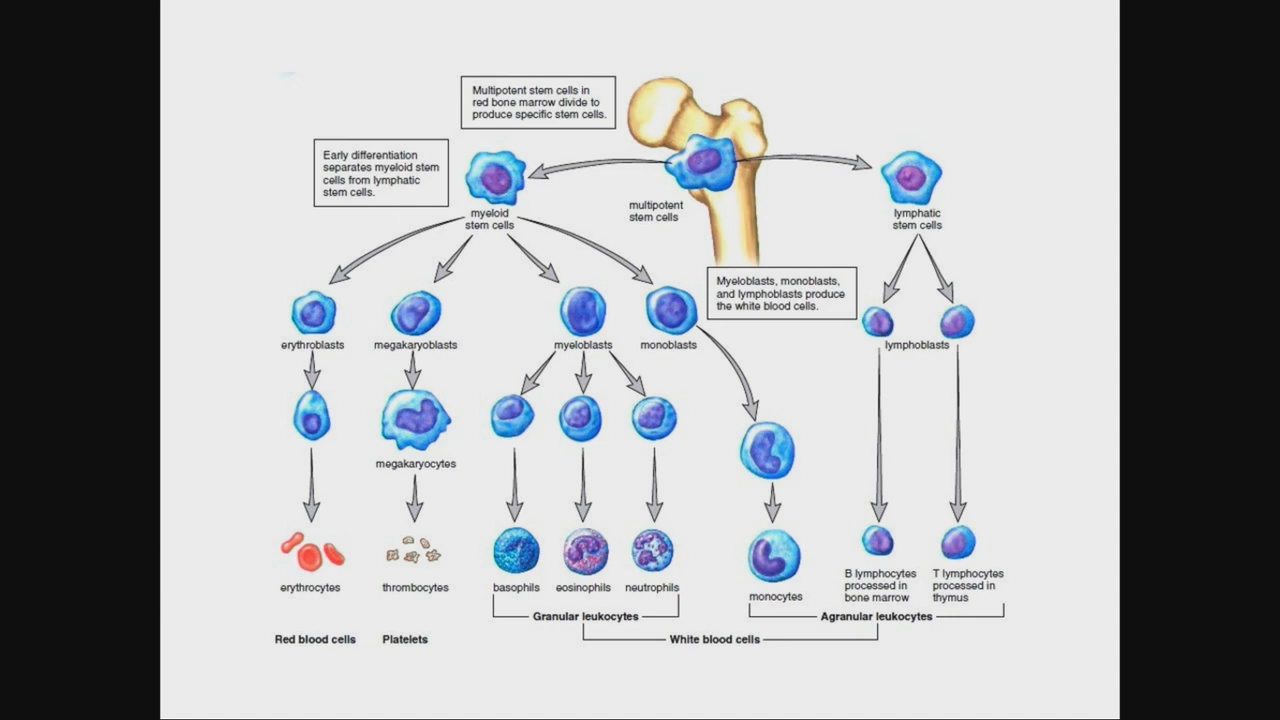 Multipotent stem cells in
red bone marrow divide to
produce specific stem cells.
Early differentiation
separates myeloid stem
cells from lymphatic
stem cells.
multipotent
stem cells
myeloid
stem cells
lymphatic
stem cells
Myeloblasts, monoblasts,
and lymphoblasts produce
the white blood cells.
erythroblasts
megakaryoblasts
myeloblasts
monoblasts
lymphoblasts
megakaryocytes
erythrocytes
thrombocytes
basophils
eosinophils
neutrophils
monocytes
B lymphocytes
processed in
bone marrow
T lymphocytes
processed in
thymus
Granular leukocytes
Agranular leukocytes
Red blood cells
Platelets
White blood cells